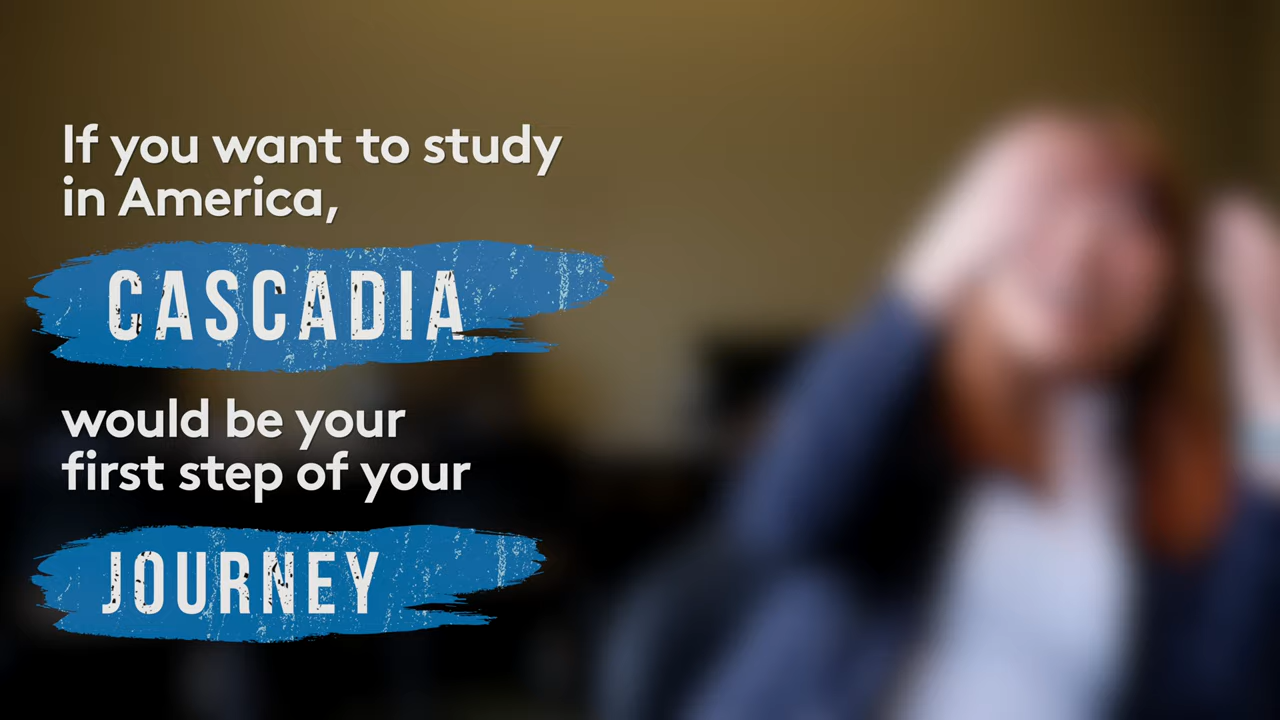 If you want to study
in America,
CASCADIA
would be your
first step of your
JOURNEY